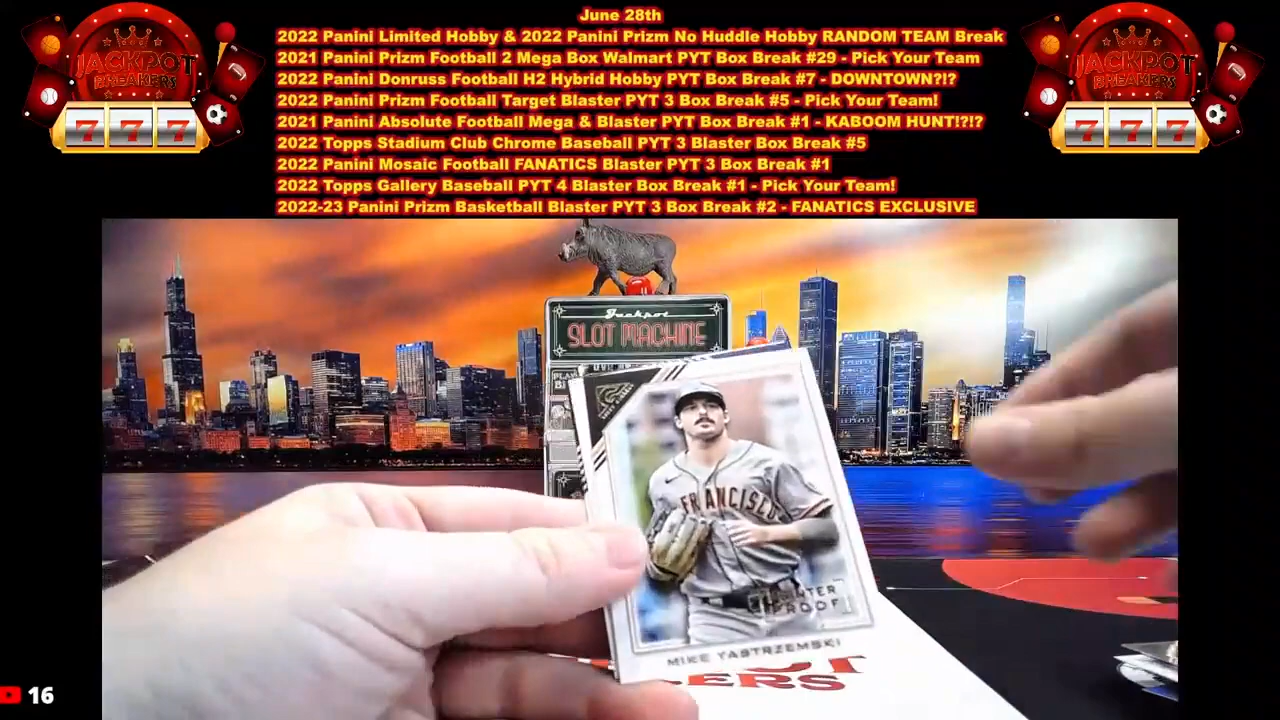 June 28th
2022 Panini Limited Hobby & 2022 Panini Prizm No Huddle Hobby RANDOM TEAM Break
2021 Panini Prizm Football 2 Mega Box Walmart PYT Box Break #29 - Pick Your Team
2022 Panini Donruss Football H2 Hybrid Hobby PYT Box Break #7 - DOWNTOWN?!?
2022 Panini Prizm Football Target Blaster PYT 3 Box Break #5 - Pick Your Team!
2021 Panini Absolute Football Mega & Blaster PYT Box Break #1 - KABOOM HUNT!?!?
2022 Topps Stadium Club Chrome Baseball PYT 3 Blaster Box Break #5
2022 Panini Mosaic Football FANATICS Blaster PYT 3 Box Break #1
2022 Topps Gallery Baseball PYT 4 Blaster Box Break #1 - Pick Your Team!
2022-23 Panini Prizm Basketball Blaster PYT 3 Box Break #2 - FANATICS EXCLUSIVE
JACKPOT
BREAKERS
777
JACKPOT
BREAKERS
777
Jackpot
SLOT MACHINE
FRANCISCO
PROOF
MIKE YASTRZEMSKI
16